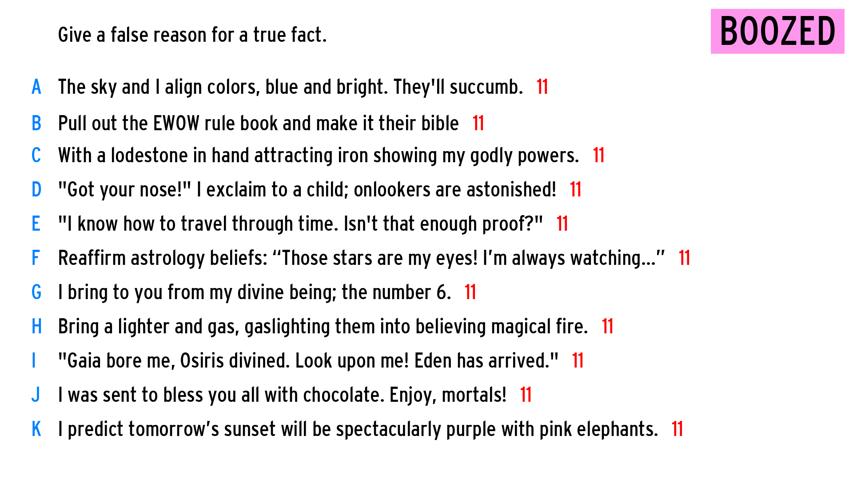 Give a false reason for a true fact.
BOOZED
A The sky and I align colors, blue and bright. They'll succumb. 11
B Pull out the EWOW rule book and make it their bible 11
C With a lodestone in hand attracting iron showing my godly powers. 11
D "Got your nose!" I exclaim to a child; onlookers are astonished! 11
E "I know how to travel through time. Isn't that enough proof?" 11
F Reaffirm astrology beliefs: “Those stars are my eyes! I’m always watching...” 11
G I bring to you from my divine being; the number 6. 11
H Bring a lighter and gas, gaslighting them into believing magical fire. 11
I "Gaia bore me, Osiris divined. Look upon me! Eden has arrived." 11
J I was sent to bless you all with chocolate. Enjoy, mortals! 11
K I predict tomorrow’s sunset will be spectacularly purple with pink elephants. 11